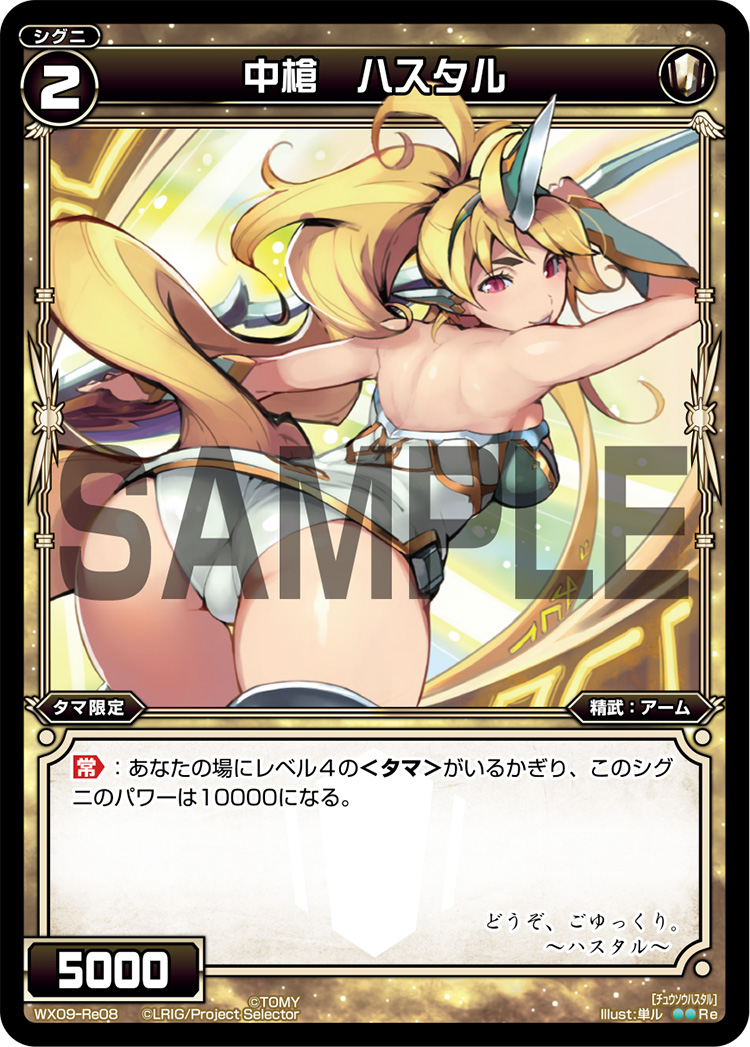 シグニ
2
中槍 ハスタル
SAMPLE
タマ限定
精武：アーム
常：あなたの場にレベル４の＜タマ＞がいるかぎり、このシグ
ニのパワーは10000になる。
どうぞ、ごゆっくり。
～ハスタル～
5000
WX09-Re08 ©LRIG/Project Selector
©TOMY
[チュウソウハスタル]
Illust:単ル Re